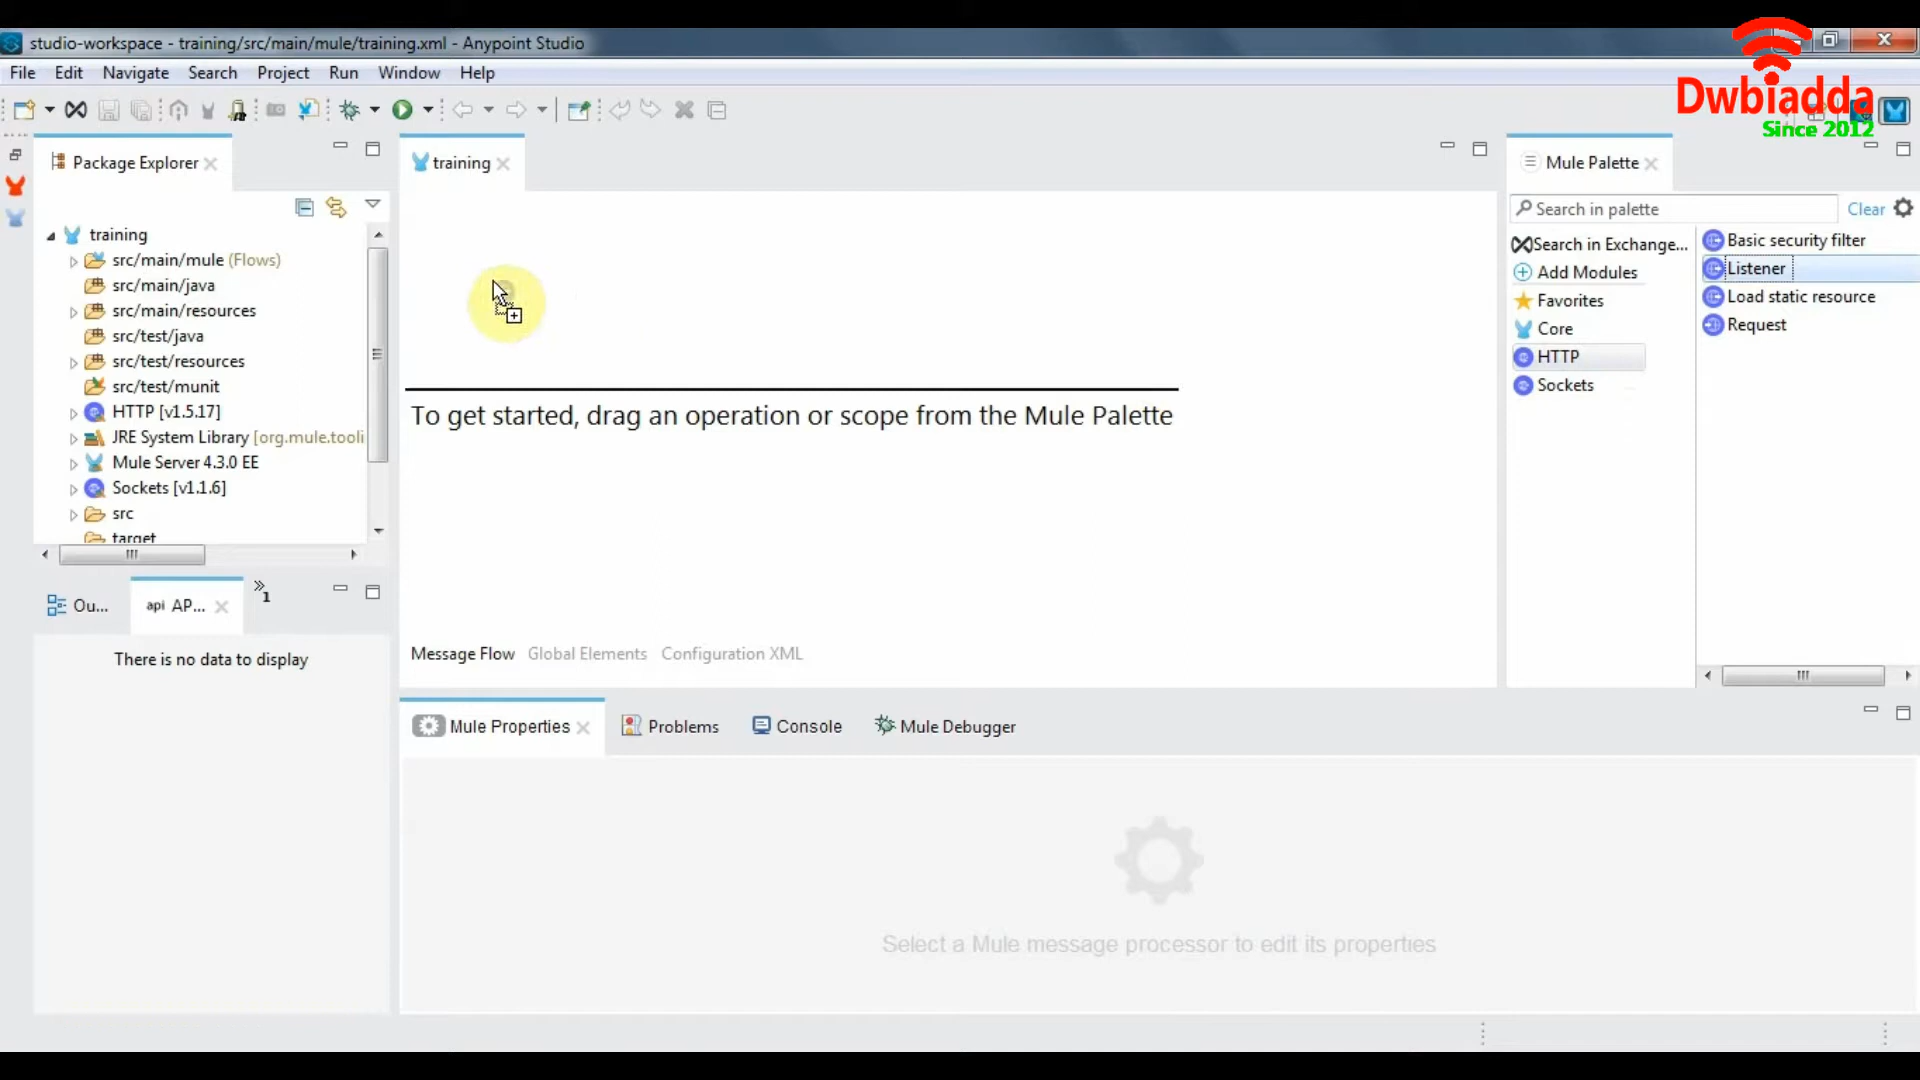 studio-workspace - training/src/main/mule/training.xml - Anypoint Studio
Dwbiadda
Since 2012
File Edit Navigate Search Project Run Window Help
Package Explorer
training
Mule Palette
Search in palette
Clear
training
src/main/mule (Flows)
src/main/java
src/main/resources
src/test/java
src/test/resources
src/test/munit
HTTP [v1.5.17]
JRE System Library [org.mule.tooli
Mule Server 4.3.0 EE
Sockets [v1.1.6]
src
target
To get started, drag an operation or scope from the Mule Palette
Search in Exchange...
Add Modules
Favorites
Core
HTTP
Sockets
Basic security filter
Listener
Load static resource
Request
Ou...
api AP...
1
There is no data to display
Message Flow Global Elements Configuration XML
Mule Properties
Problems
Console
Mule Debugger
Select a Mule message processor to edit its properties